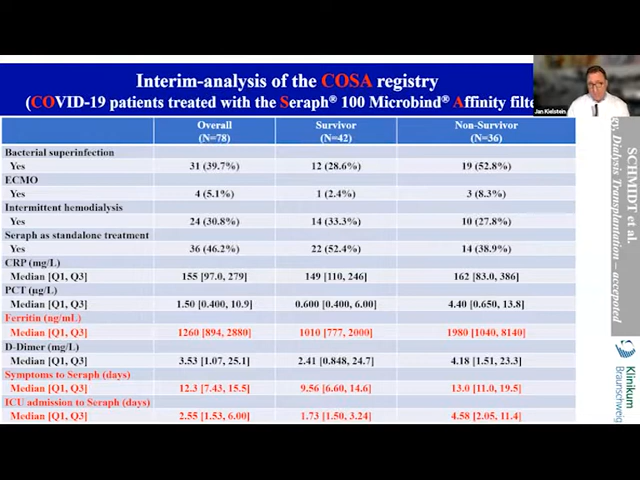 Interim-analysis of the COSA registry
(COVID-19 patients treated with the Seraph® 100 Microbind® Affinity filte
Jan Kielstein
Overall Survivor Non-Survivor
(N=78) (N=42) (N=36)
Bacterial superinfection
Yes 31 (39.7%) 12 (28.6%) 19 (52.8%)
ECMO
Yes 4 (5.1%) 1 (2.4%) 3 (8.3%)
Intermittent hemodialysis
Yes 24 (30.8%) 14 (33.3%) 10 (27.8%)
Seraph as standalone treatment
Yes 36 (46.2%) 22 (52.4%) 14 (38.9%)
CRP (mg/L)
Median [Q1, Q3] 155 [97.0, 279] 149 [110, 246] 162 [83.0, 386]
PCT (µg/L)
Median [Q1, Q3] 1.50 [0.400, 10.9] 0.600 [0.400, 6.00] 4.40 [0.650, 13.8]
Ferritin (ng/mL)
Median [Q1, Q3] 1260 [894, 2880] 1010 [777, 2000] 1980 [1040, 8140]
D-Dimer (mg/L)
Median [Q1, Q3] 3.53 [1.07, 25.1] 2.41 [0.848, 24.7] 4.18 [1.51, 23.3]
Symptoms to Seraph (days)
Median [Q1, Q3] 12.3 [7.43, 15.5] 9.56 [6.60, 14.6] 13.0 [11.0, 19.5]
ICU admission to Seraph (days)
Median [Q1, Q3] 2.55 [1.53, 6.00] 1.73 [1.50, 3.24] 4.58 [2.05, 11.4]
SCHMIDT et al.
Dialysis Transplantation – accepoted
Klinikum
Braunschweig